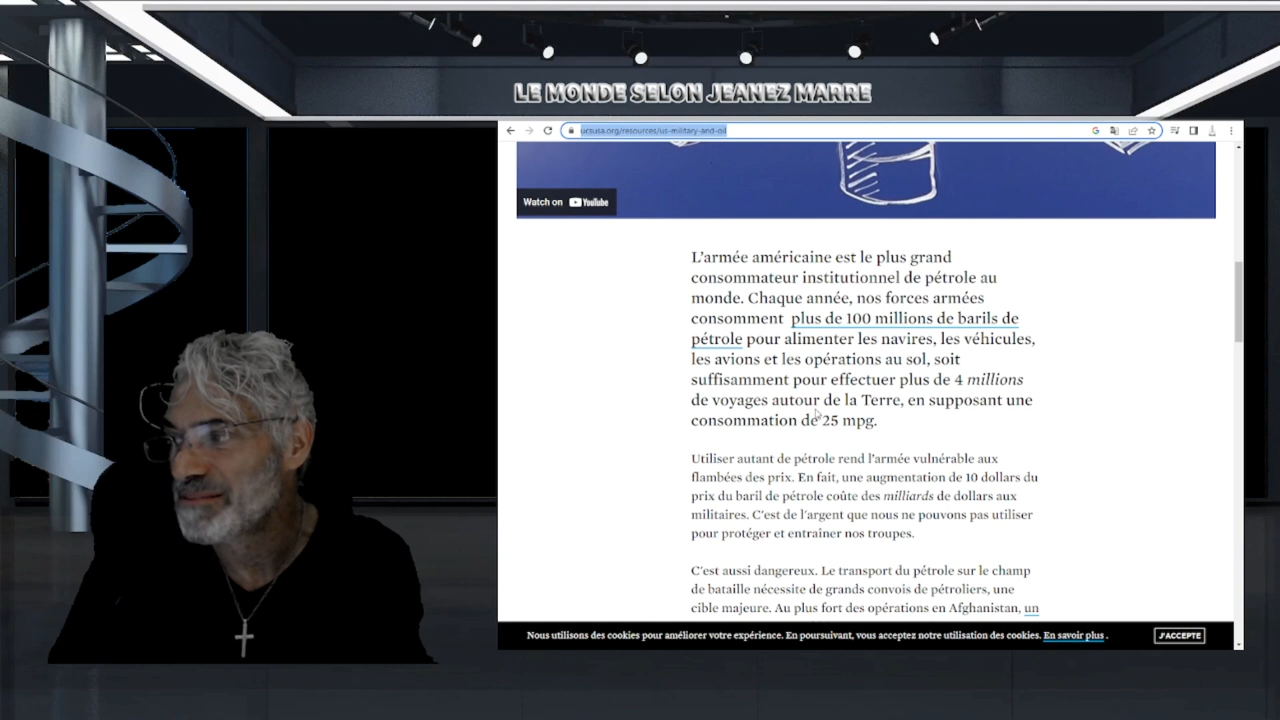 LE MONDE SELON JEANEZ MARRE
ucsusa.org/resources/us-military-and-oil
Watch on YouTube
L'armée américaine est le plus grand
consommateur institutionnel de pétrole au
monde. Chaque année, nos forces armées
consomment plus de 100 millions de barils de
pétrole pour alimenter les navires, les véhicules,
les avions et les opérations au sol, soit
suffisamment pour effectuer plus de 4 millions
de voyages autour de la Terre, en supposant une
consommation de 25 mpg.
Utiliser autant de pétrole rend l'armée vulnérable aux
flambées des prix. En fait, une augmentation de 10 dollars du
prix du baril de pétrole coûte des milliards de dollars aux
militaires. C'est de l'argent que nous ne pouvons pas utiliser
pour protéger et entraîner nos troupes.
C'est aussi dangereux. Le transport du pétrole sur le champ
de bataille nécessite de grands convois de pétroliers, une
cible majeure. Au plus fort des opérations en Afghanistan, un
Nous utilisons des cookies pour améliorer votre expérience. En poursuivant, vous acceptez notre utilisation des cookies. En savoir plus .
J'ACCEPTE